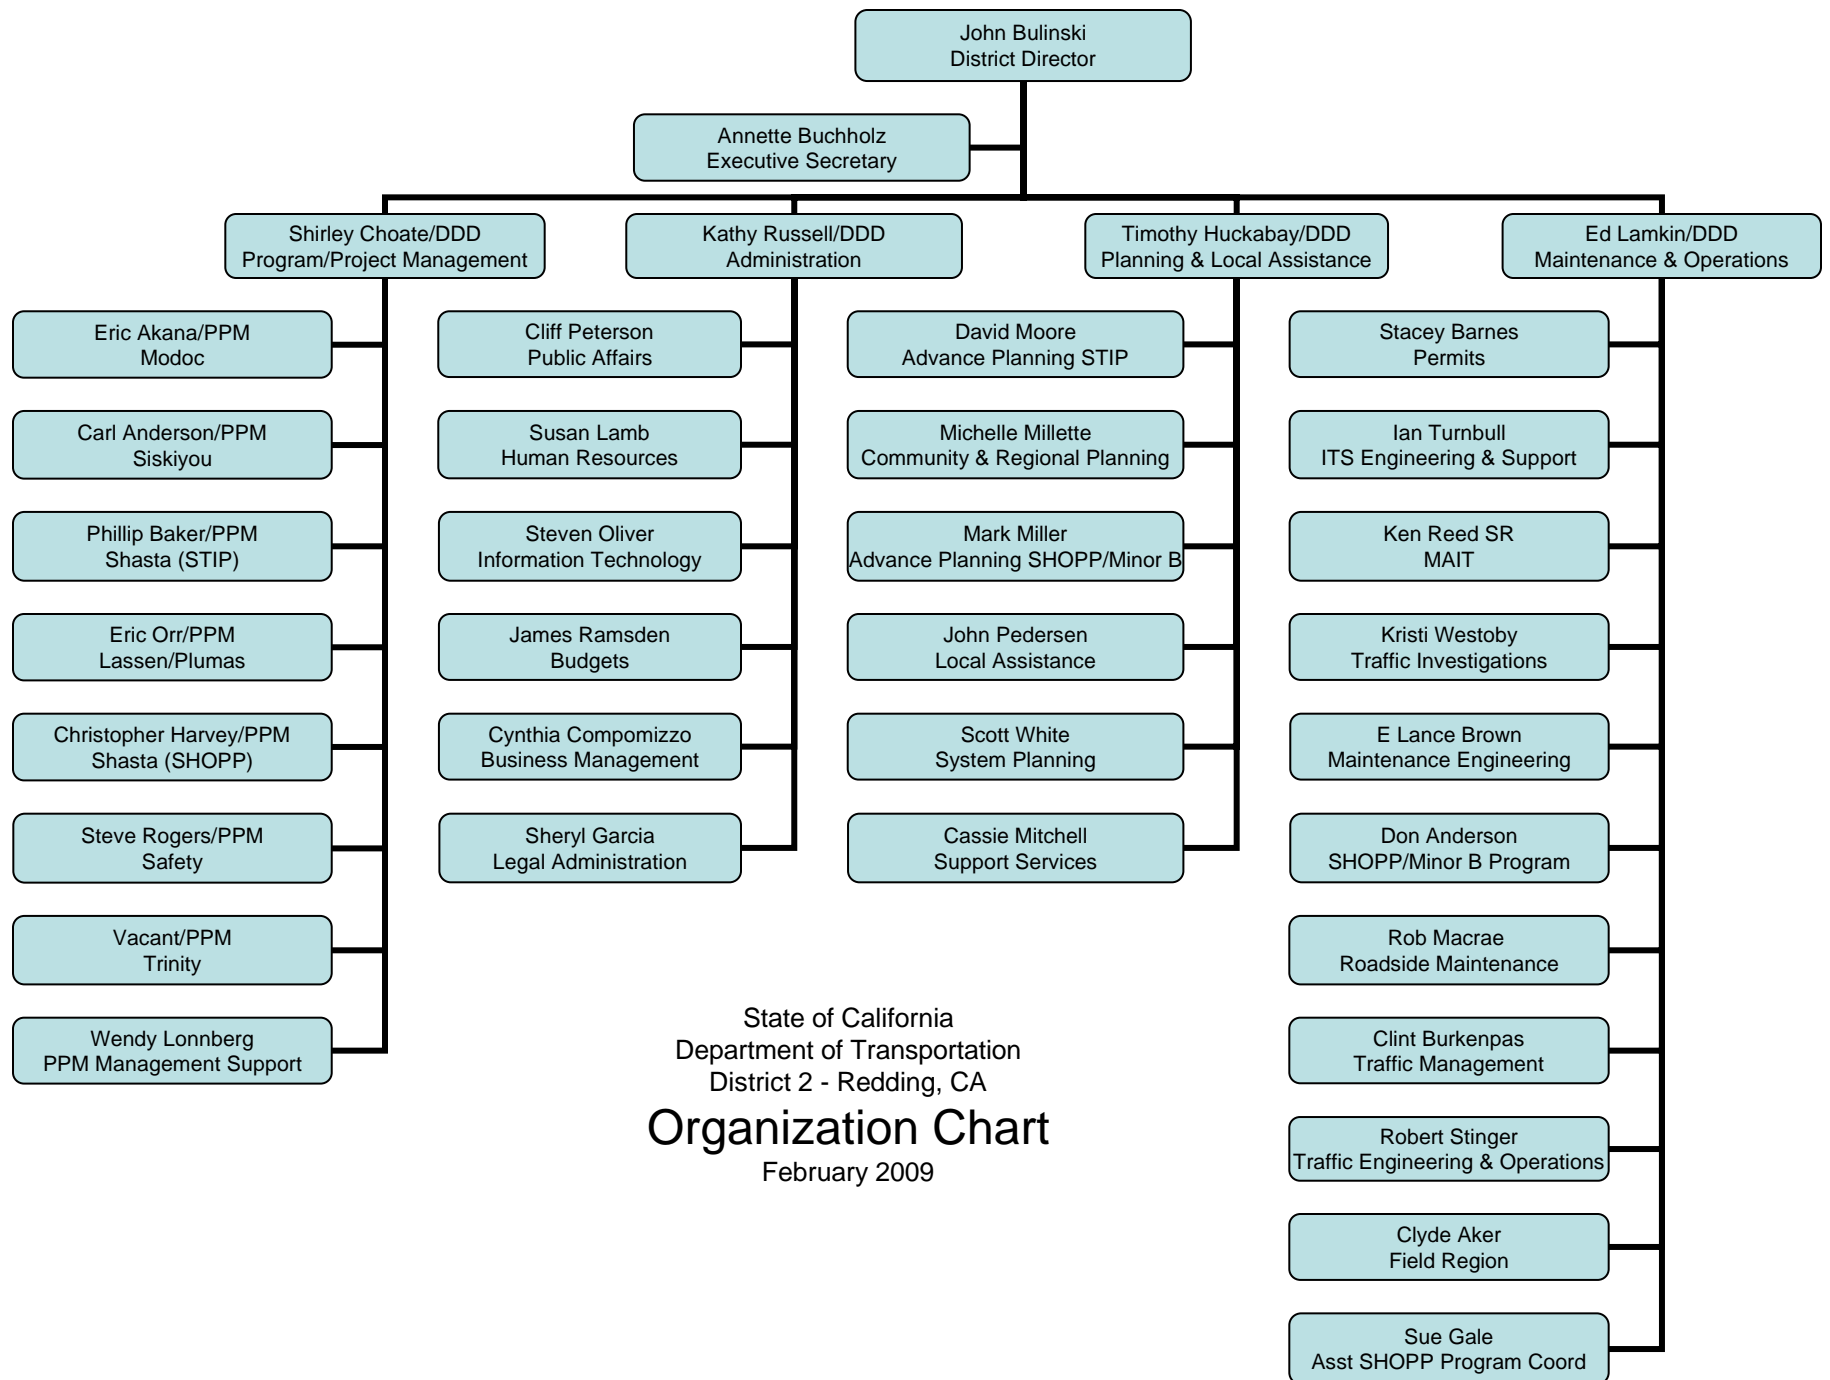 John Bulinski
District Director
Annette Buchholz
Executive Secretary
Shirley Choate/DDD
Program/Project Management
Kathy Russell/DDD
Administration
Timothy Huckabay/DDD
Planning & Local Assistance
Ed Lamkin/DDD
Maintenance & Operations
Eric Akana/PPM
Modoc
Carl Anderson/PPM
Siskiyou
Phillip Baker/PPM
Shasta (STIP)
Eric Orr/PPM
Lassen/Plumas
Christopher Harvey/PPM
Shasta (SHOPP)
Steve Rogers/PPM
Safety
Vacant/PPM
Trinity
Wendy Lonnberg
PPM Management Support
Cliff Peterson
Public Affairs
Susan Lamb
Human Resources
Steven Oliver
Information Technology
James Ramsden
Budgets
Cynthia Compomizzo
Business Management
Sheryl Garcia
Legal Administration
David Moore
Advance Planning STIP
Michelle Millette
Community & Regional Planning
Mark Miller
Advance Planning SHOPP/Minor B
John Pedersen
Local Assistance
Scott White
System Planning
Cassie Mitchell
Support Services
Stacey Barnes
Permits
Ian Turnbull
ITS Engineering & Support
Ken Reed SR
MAIT
Kristi Westoby
Traffic Investigations
E Lance Brown
Maintenance Engineering
Don Anderson
SHOPP/Minor B Program
Rob Macrae
Roadside Maintenance
Clint Burkenpas
Traffic Management
Robert Stinger
Traffic Engineering & Operations
Clyde Aker
Field Region
Sue Gale
Asst SHOPP Program Coord
State of California
Department of Transportation
District 2 - Redding, CA
Organization Chart
February 2009